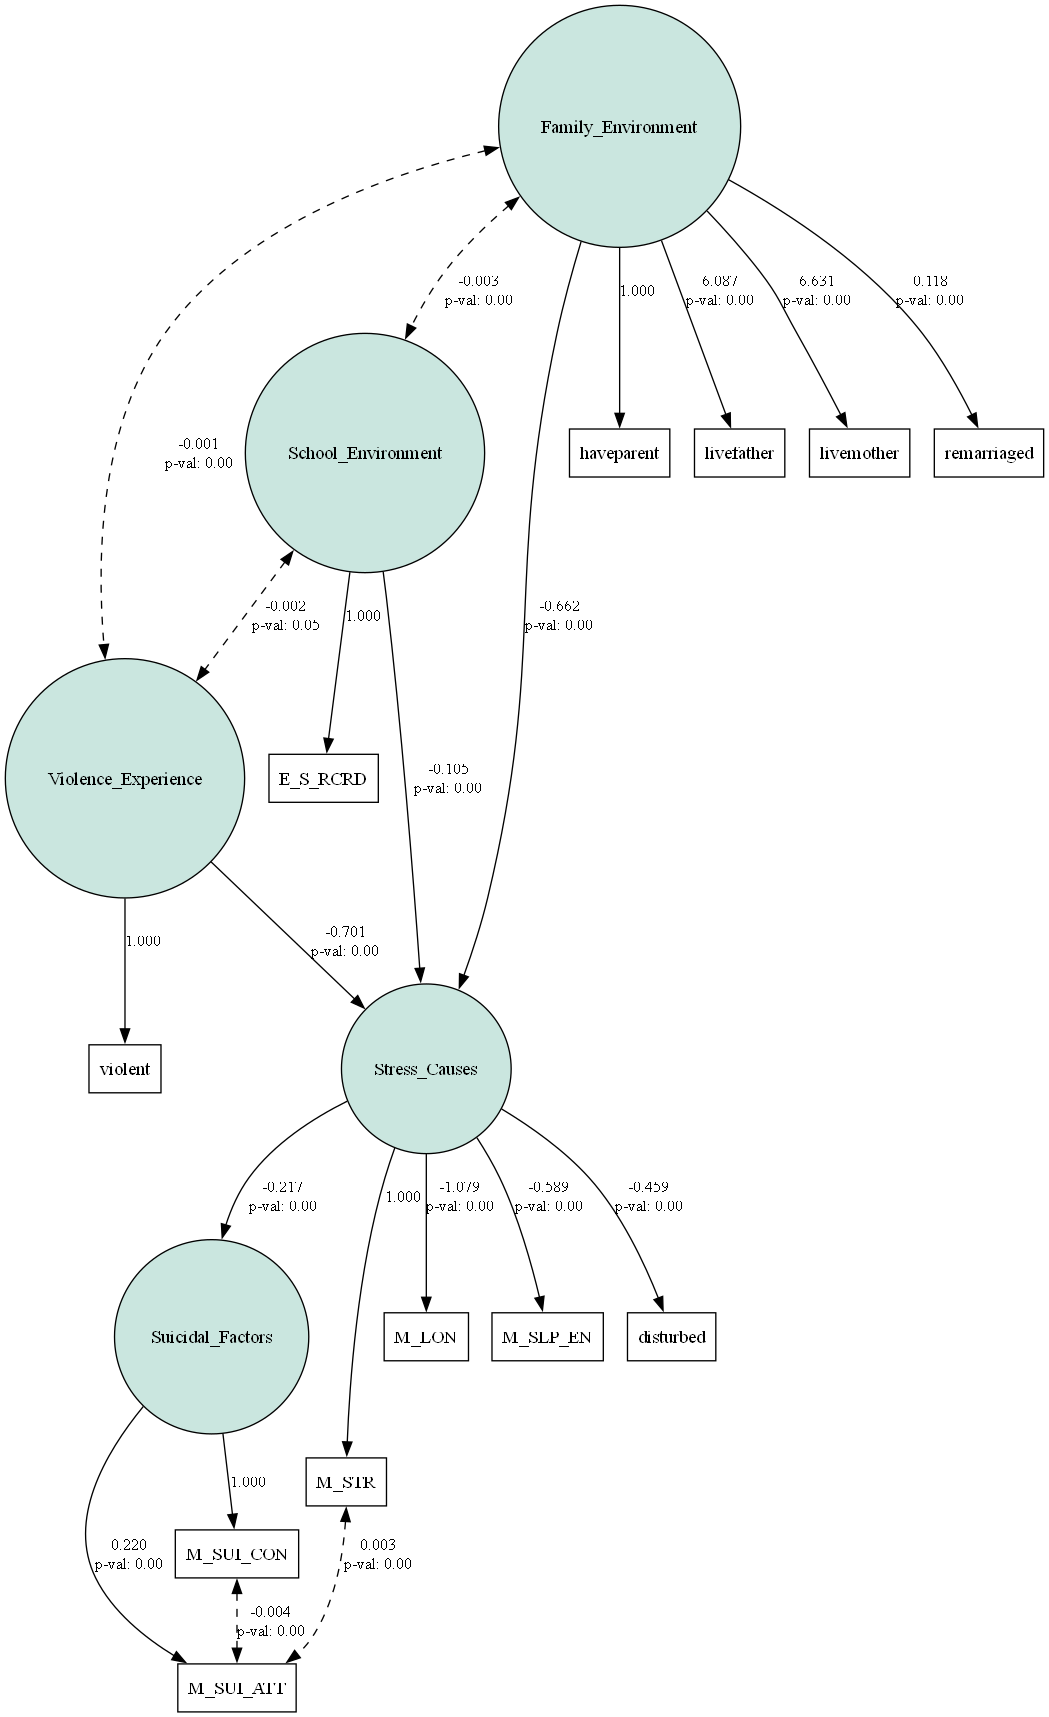 Family_Environment
-0.003
p-val: 0.00
1.000
6.087
p-val: 0.00
6.631
p-val: 0.00
0.118
p-val: 0.00
-0.001
p-val: 0.00
School_Environment
haveparent
livefather
livemother
remarriaged
-0.002
p-val: 0.05
1.000
-0.662
p-val: 0.00
Violence_Experience
E_S_RCRD
-0.105
p-val: 0.00
1.000
-0.701
p-val: 0.00
violent
Stress_Causes
-0.217
p-val: 0.00
1.000
-1.079
p-val: 0.00
-0.589
p-val: 0.00
-0.459
p-val: 0.00
Suicidal_Factors
M_LON
M_SLP_EN
disturbed
1.000
M_STR
0.220
p-val: 0.00
M_SUI_CON
0.003
p-val: 0.00
-0.004
p-val: 0.00
M_SUI_ATT